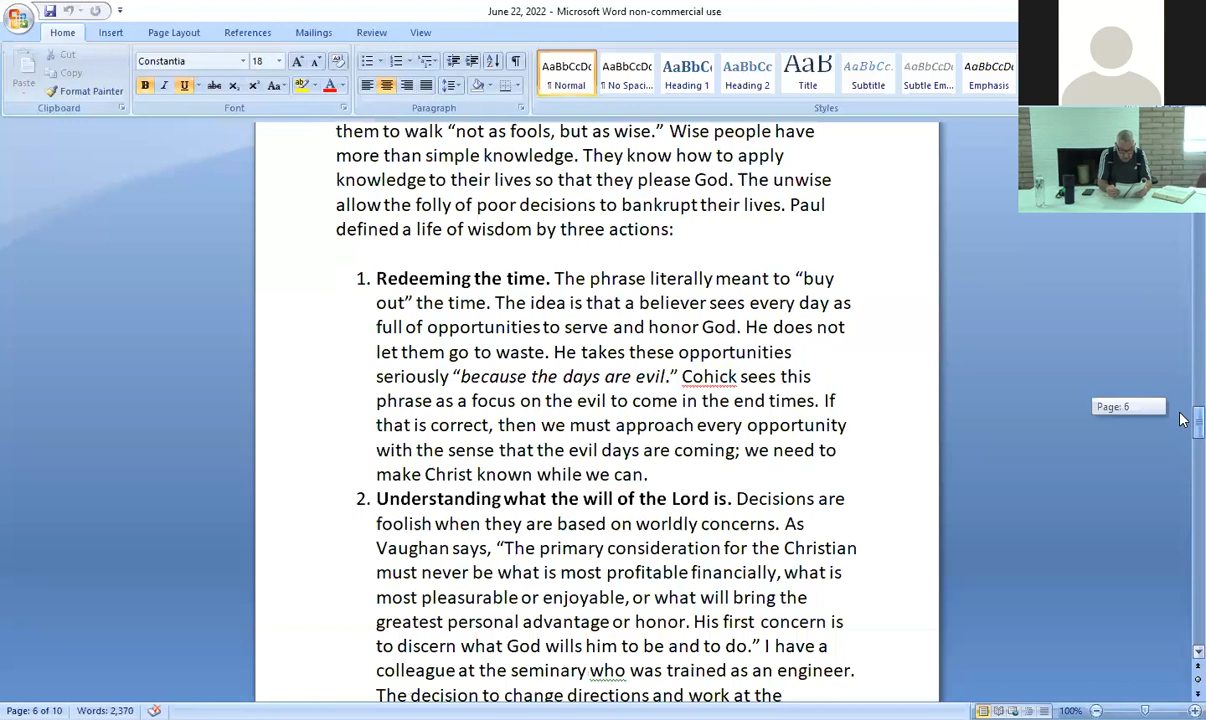 June 22, 2022 - Microsoft Word non-commercial use
Home Insert Page Layout References Mailings Review View
Paste Cut Copy Format Painter
Constantia 18
AaBbCcDc AaBbCcDc AaBbC AaBbCc AaB AaBbCcL AaBbCcDc AaBbCcDc
¶ Normal ¶ No Spaci... Heading 1 Heading 2 Title Subtitle Subtle Em... Emphasis
Clipboard Font Paragraph Styles
them to walk “not as fools, but as wise.” Wise people have
more than simple knowledge. They know how to apply
knowledge to their lives so that they please God. The unwise
allow the folly of poor decisions to bankrupt their lives. Paul
defined a life of wisdom by three actions:
1. Redeeming the time. The phrase literally meant to “buy
out” the time. The idea is that a believer sees every day as
full of opportunities to serve and honor God. He does not
let them go to waste. He takes these opportunities
seriously “because the days are evil.” Cohick sees this
phrase as a focus on the evil to come in the end times. If
that is correct, then we must approach every opportunity
with the sense that the evil days are coming; we need to
make Christ known while we can.
2. Understanding what the will of the Lord is. Decisions are
foolish when they are based on worldly concerns. As
Vaughan says, “The primary consideration for the Christian
must never be what is most profitable financially, what is
most pleasurable or enjoyable, or what will bring the
greatest personal advantage or honor. His first concern is
to discern what God wills him to be and to do.” I have a
colleague at the seminary who was trained as an engineer.
The decision to change directions and work at the
Page: 6
Page: 6 of 10 Words: 2,370 100%